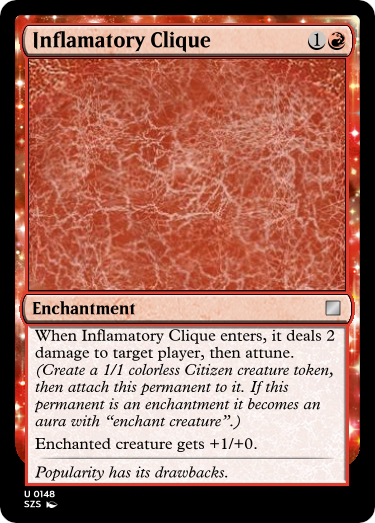 Inflamatory Clique 1
Enchantment
When Inflamatory Clique enters, it deals 2
damage to target player, then attune.
(Create a 1/1 colorless Citizen creature token,
then attach this permanent to it. If this
permanent is an enchantment it becomes an
aura with “enchant creature”.)
Enchanted creature gets +1/+0.
Popularity has its drawbacks.
U 0148
SZS